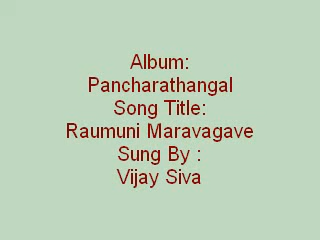 Album:
Pancharathangal
Song Title:
Raumuni Maravagave
Sung By :
Vijay Siva